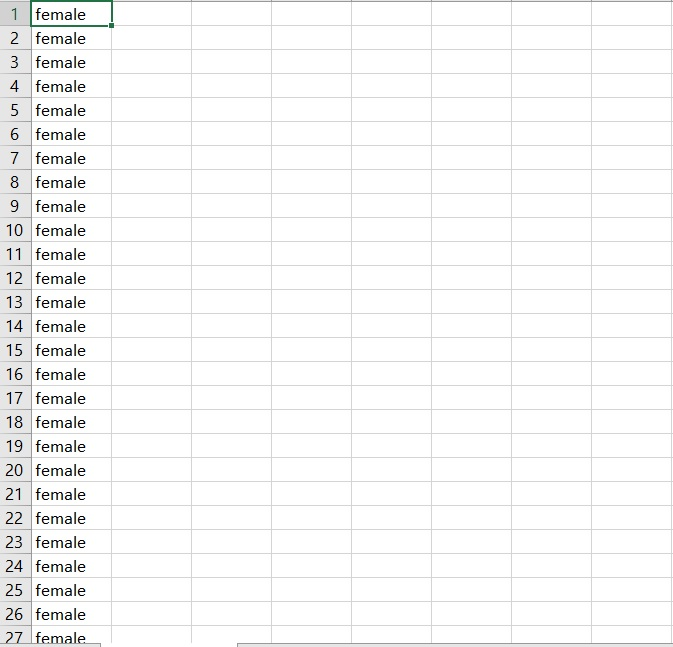 1 female
2 female
3 female
4 female
5 female
6 female
7 female
8 female
9 female
10 female
11 female
12 female
13 female
14 female
15 female
16 female
17 female
18 female
19 female
20 female
21 female
22 female
23 female
24 female
25 female
26 female
27 female